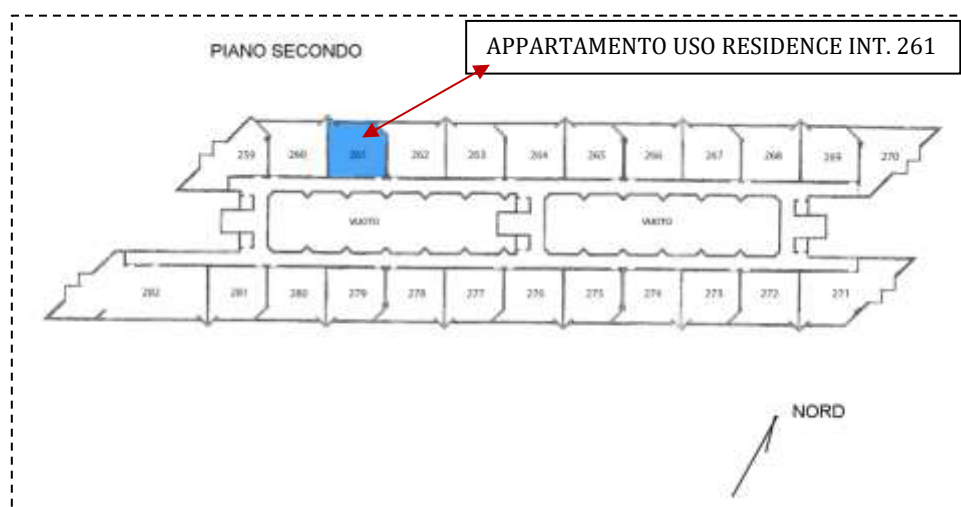 PIANO SECONDO
APPARTAMENTO USO RESIDENCE INT. 261
259 260 261 262 263 264 265 266 267 268 269 270
VUOTO VUOTO
282 281 280 279 278 277 276 275 274 273 272 271
NORD